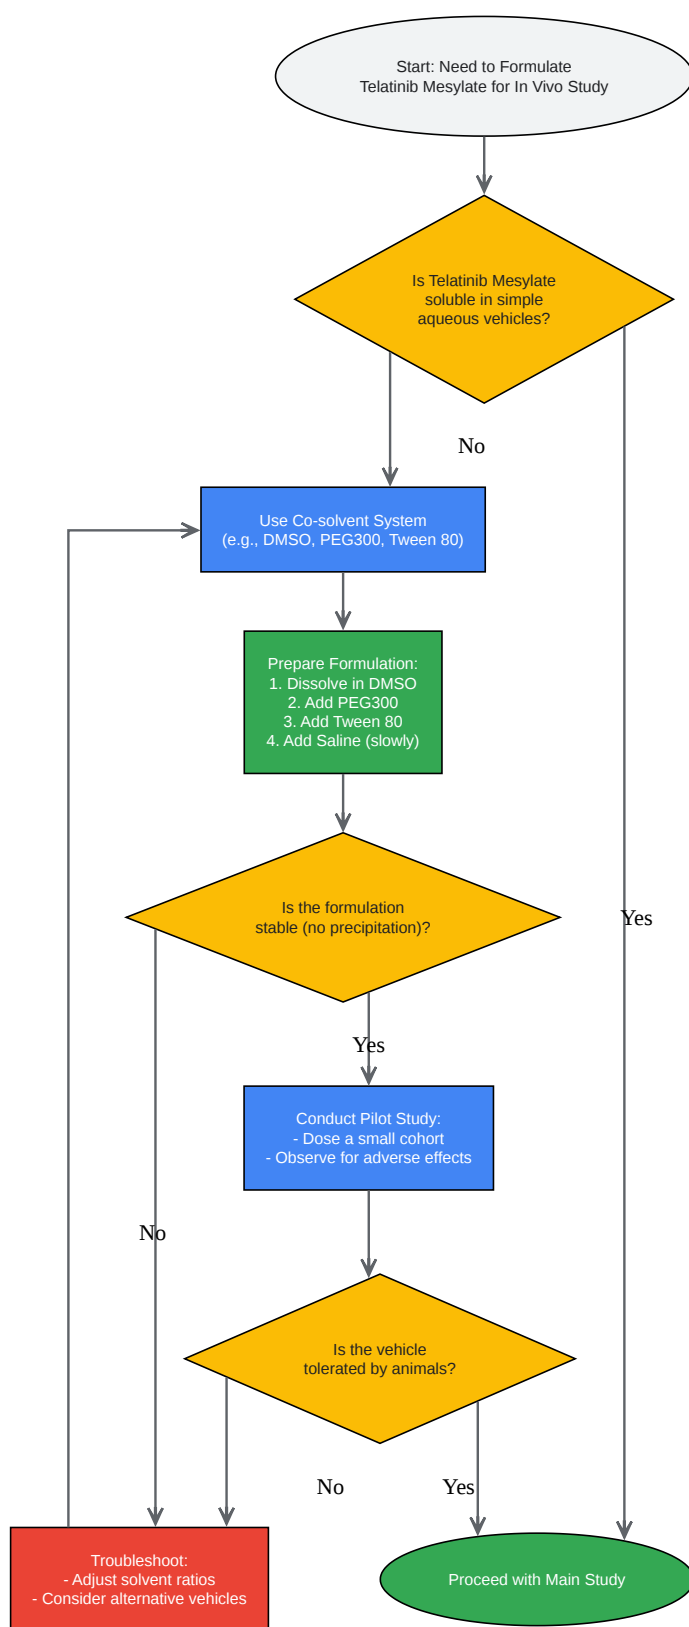 Start: Need to Formulate
Telatinib Mesylate for In Vivo Study
Is Telatinib Mesylate
soluble in simple
aqueous vehicles?
No
Use Co-solvent System
(e.g., DMSO, PEG300, Tween 80)
Prepare Formulation:
1. Dissolve in DMSO
2. Add PEG300
3. Add Tween 80
4. Add Saline (slowly)
Is the formulation
stable (no precipitation)?
Yes
Yes
Conduct Pilot Study:
- Dose a small cohort
- Observe for adverse effects
No
Is the vehicle
tolerated by animals?
No
Yes
Troubleshoot:
- Adjust solvent ratios
- Consider alternative vehicles
Proceed with Main Study